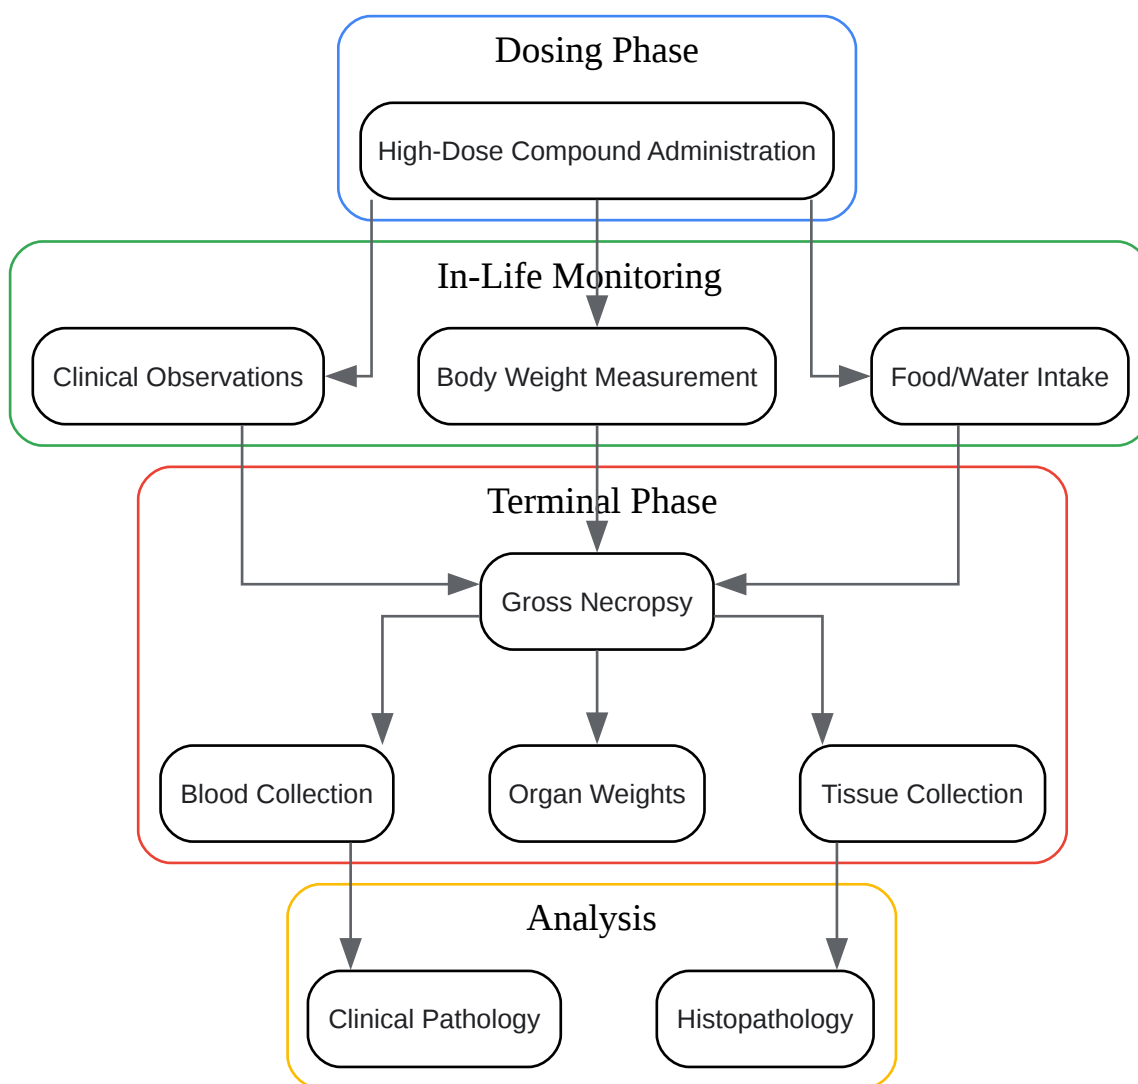 Dosing Phase
High-Dose Compound Administration
In-Life Monitoring
Clinical Observations
Body Weight Measurement
Food/Water Intake
Terminal Phase
Gross Necropsy
Blood Collection
Organ Weights
Tissue Collection
Analysis
Clinical Pathology
Histopathology